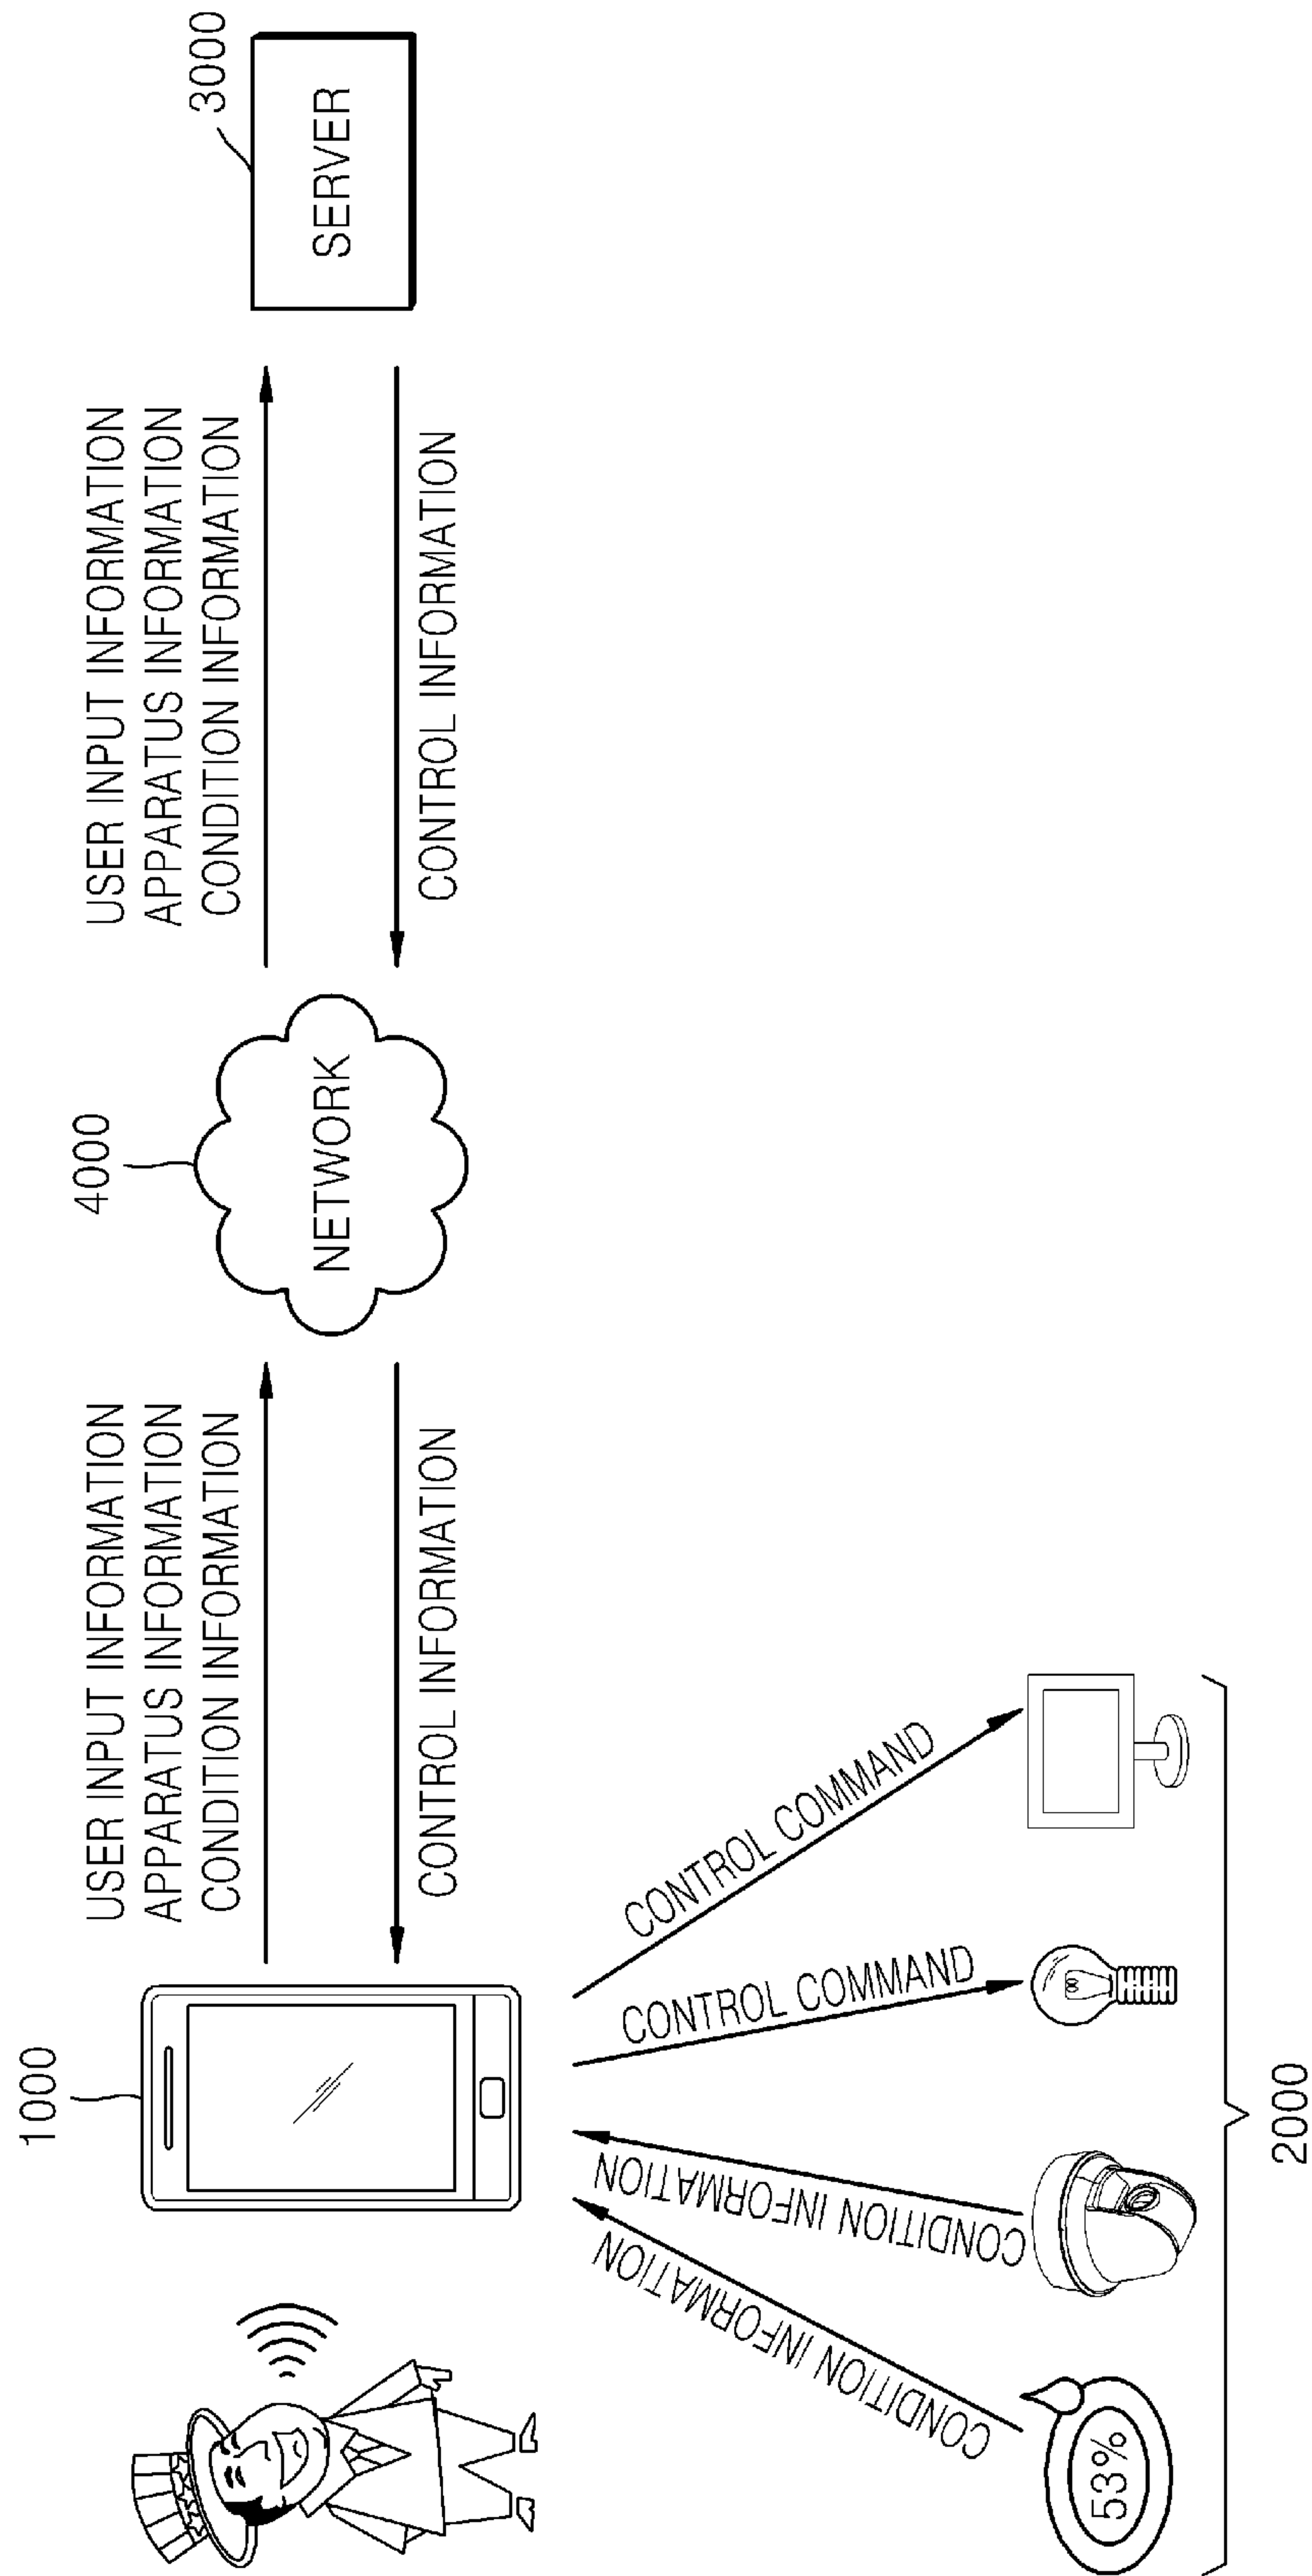 1000
4000
3000
USER INPUT INFORMATION
APPARATUS INFORMATION
CONDITION INFORMATION
USER INPUT INFORMATION
APPARATUS INFORMATION
CONDITION INFORMATION
NETWORK
SERVER
CONTROL INFORMATION
CONTROL INFORMATION
CONDITION INFORMATION
CONDITION INFORMATION
CONTROL COMMAND
CONTROL COMMAND
53%
2000